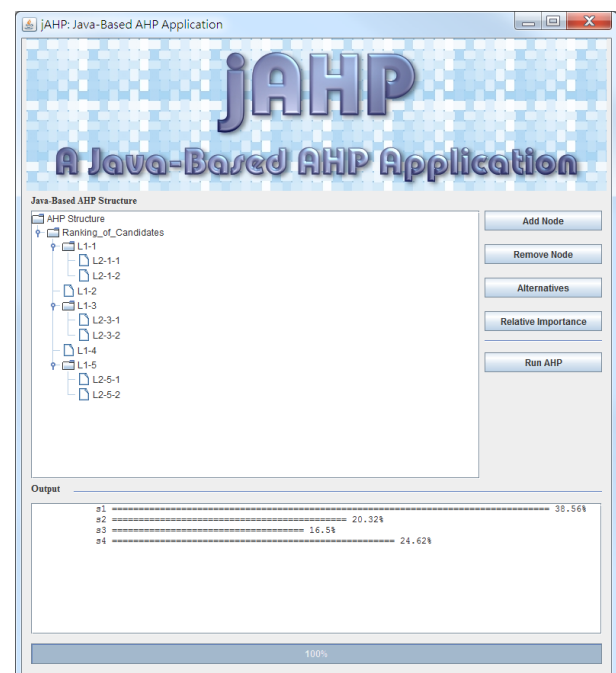 jAHP: Java-Based AHP Application
jAHP
A Java-Based AHP Application
Java-Based AHP Structure
AHP Structure
Ranking_of_Candidates
L1-1
L2-1-1
L2-1-2
L1-2
L1-3
L2-3-1
L2-3-2
L1-4
L1-5
L2-5-1
L2-5-2
Add Node
Remove Node
Alternatives
Relative Importance
Run AHP
Output
s1 ================================================================================ 38.56%
s2 =========================================== 20.32%
s3 =================================== 16.5%
s4 ==================================================== 24.62%
100%